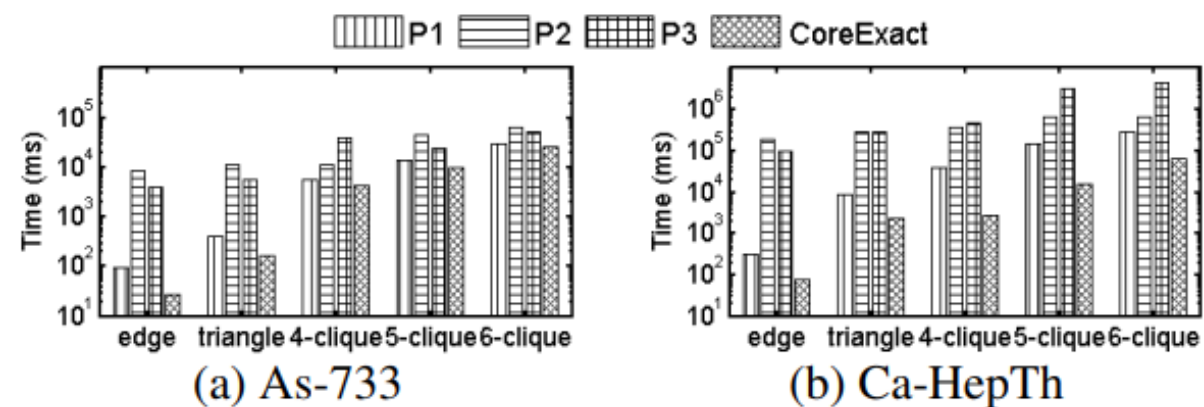 P1 P2 P3 CoreExact
Time (ms)
10^5
10^4
10^3
10^2
10^1
edge triangle 4-clique 5-clique 6-clique
(a) As-733
Time (ms)
10^6
10^5
10^4
10^3
10^2
10^1
edge triangle 4-clique 5-clique 6-clique
(b) Ca-HepTh